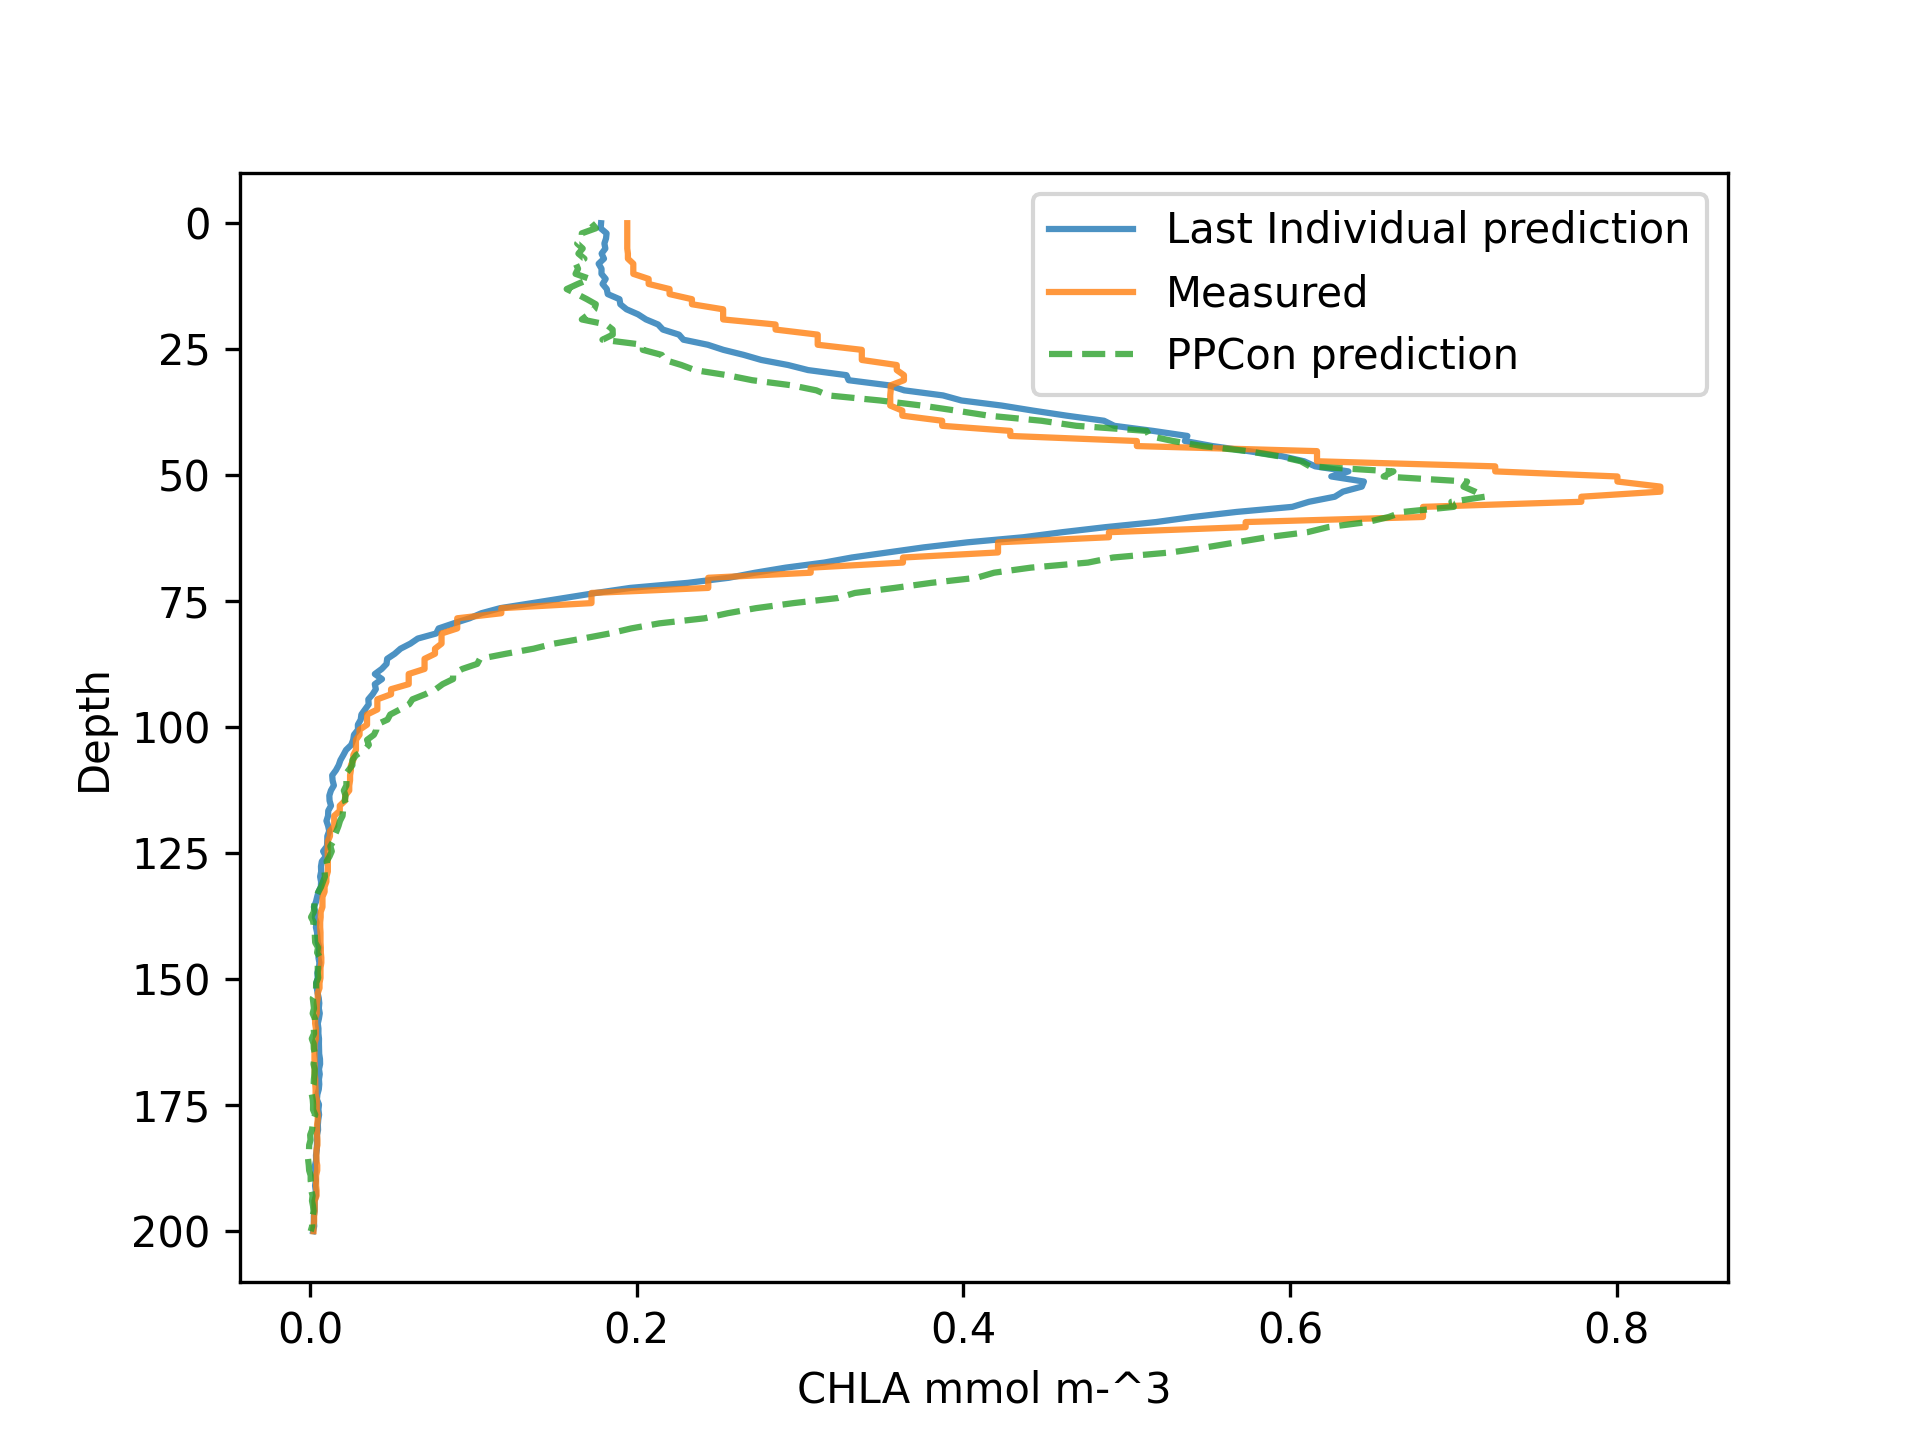 Last Individual prediction
Measured
PPCon prediction
0
25
50
75
100
125
150
175
200
Depth
0.0 0.2 0.4 0.6 0.8
CHLA mmol m-^3